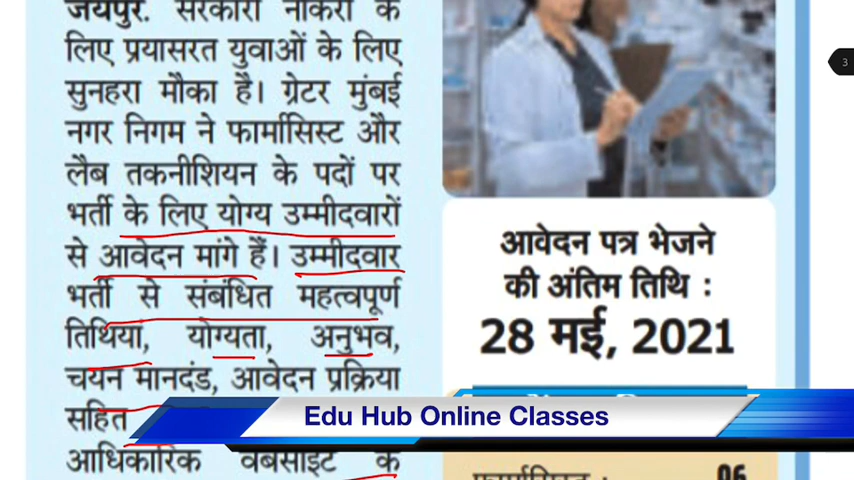 जयपुर. सरकारी नौकरी के
लिए प्रयासरत युवाओं के लिए
सुनहरा मौका है। ग्रेटर मुंबई
नगर निगम ने फार्मासिस्ट और
लैब तकनीशियन के पदों पर
भर्ती के लिए योग्य उम्मीदवारों
से आवेदन मांगे हैं। उम्मीदवार
भर्ती से संबंधित महत्वपूर्ण
तिथियां, योग्यता, अनुभव,
चयन मानदंड, आवेदन प्रक्रिया
सहित
आधिकारिक वेबसाइट के
आवेदन पत्र भेजने
की अंतिम तिथि :
28 मई, 2021
फार्मासिस्ट : 06
3
Edu Hub Online Classes